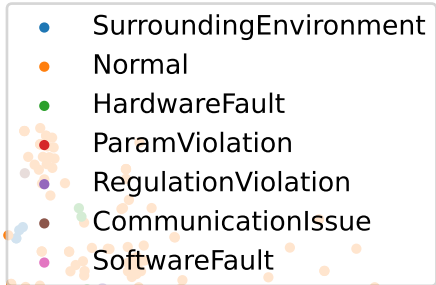 SurroundingEnvironment
Normal
HardwareFault
ParamViolation
RegulationViolation
CommunicationIssue
SoftwareFault